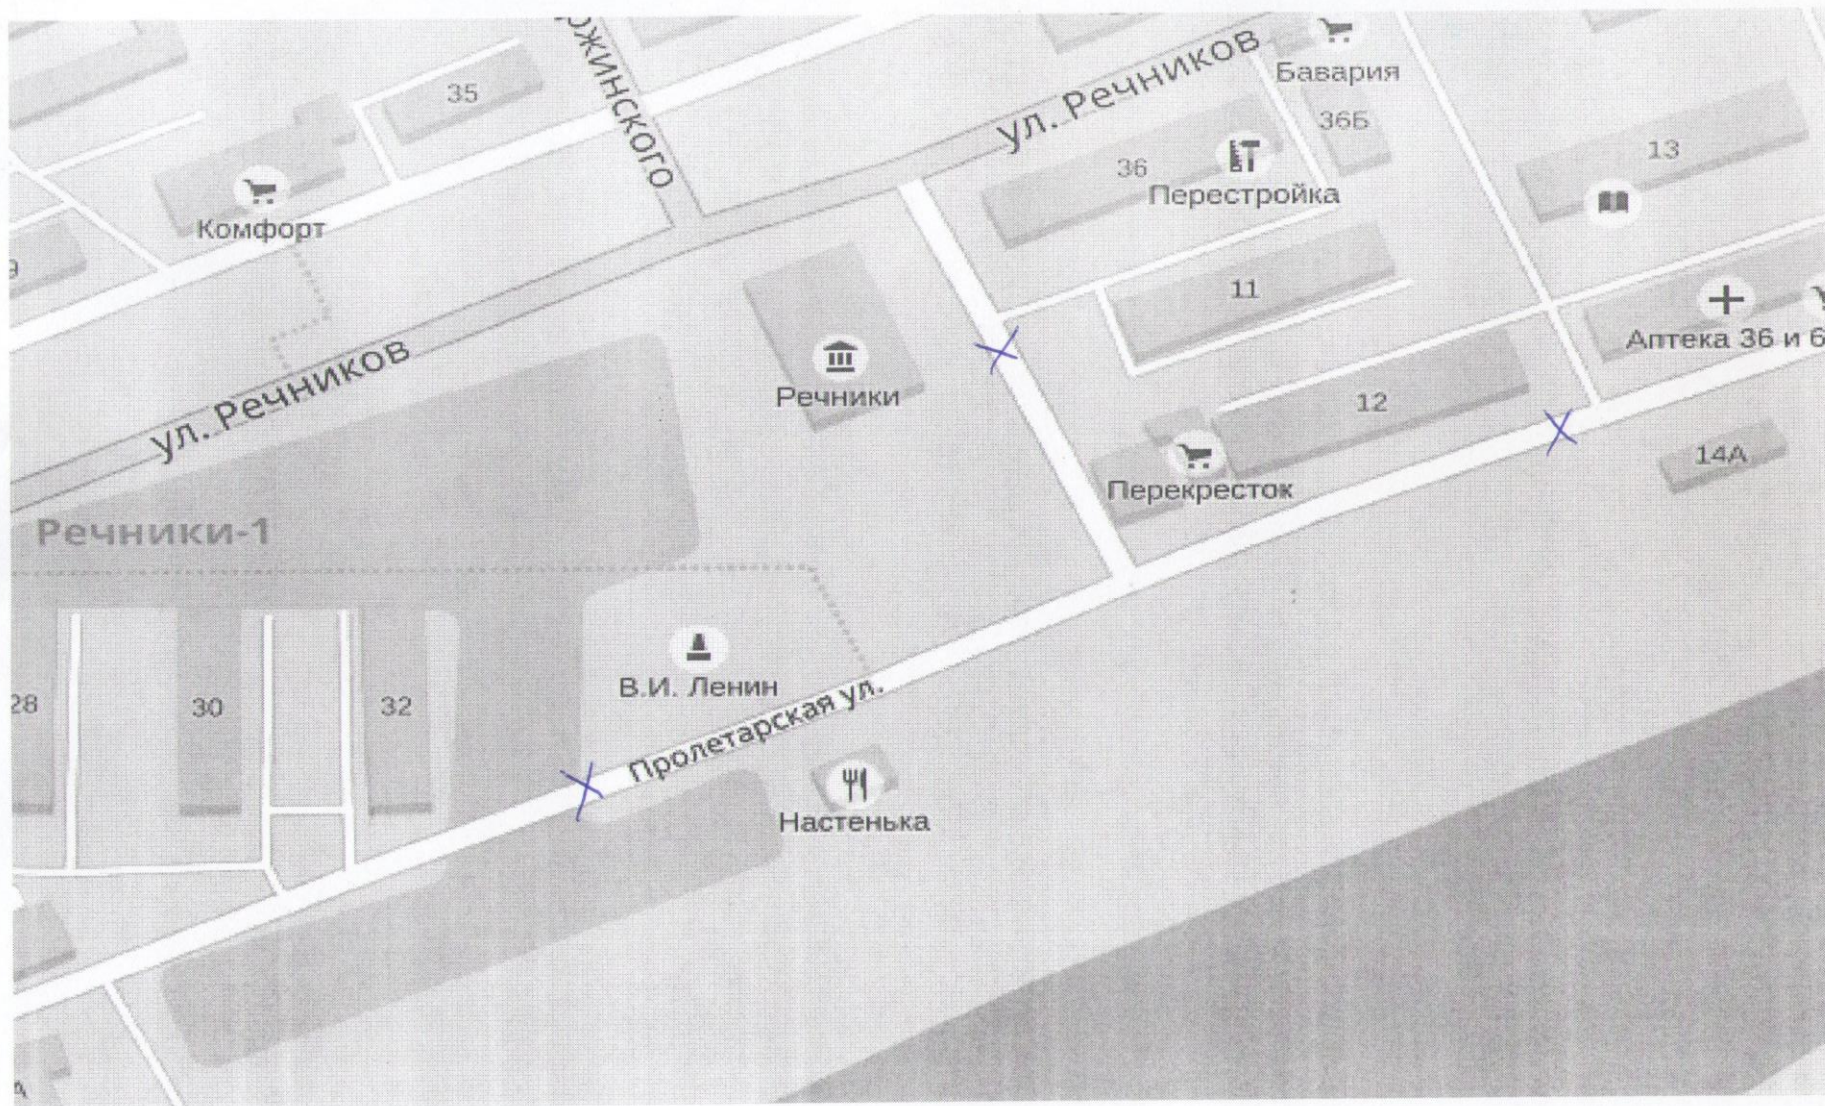 ул. Речников
Бавария
35
36Б
13
36
Перестройка
Комфорт
9
11
Аптека 36 и 6
ул. Речников
Речники
12
14А
Перекресток
Речники-1
28
30
32
В.И. Ленин
Пролетарская ул.
Настенька